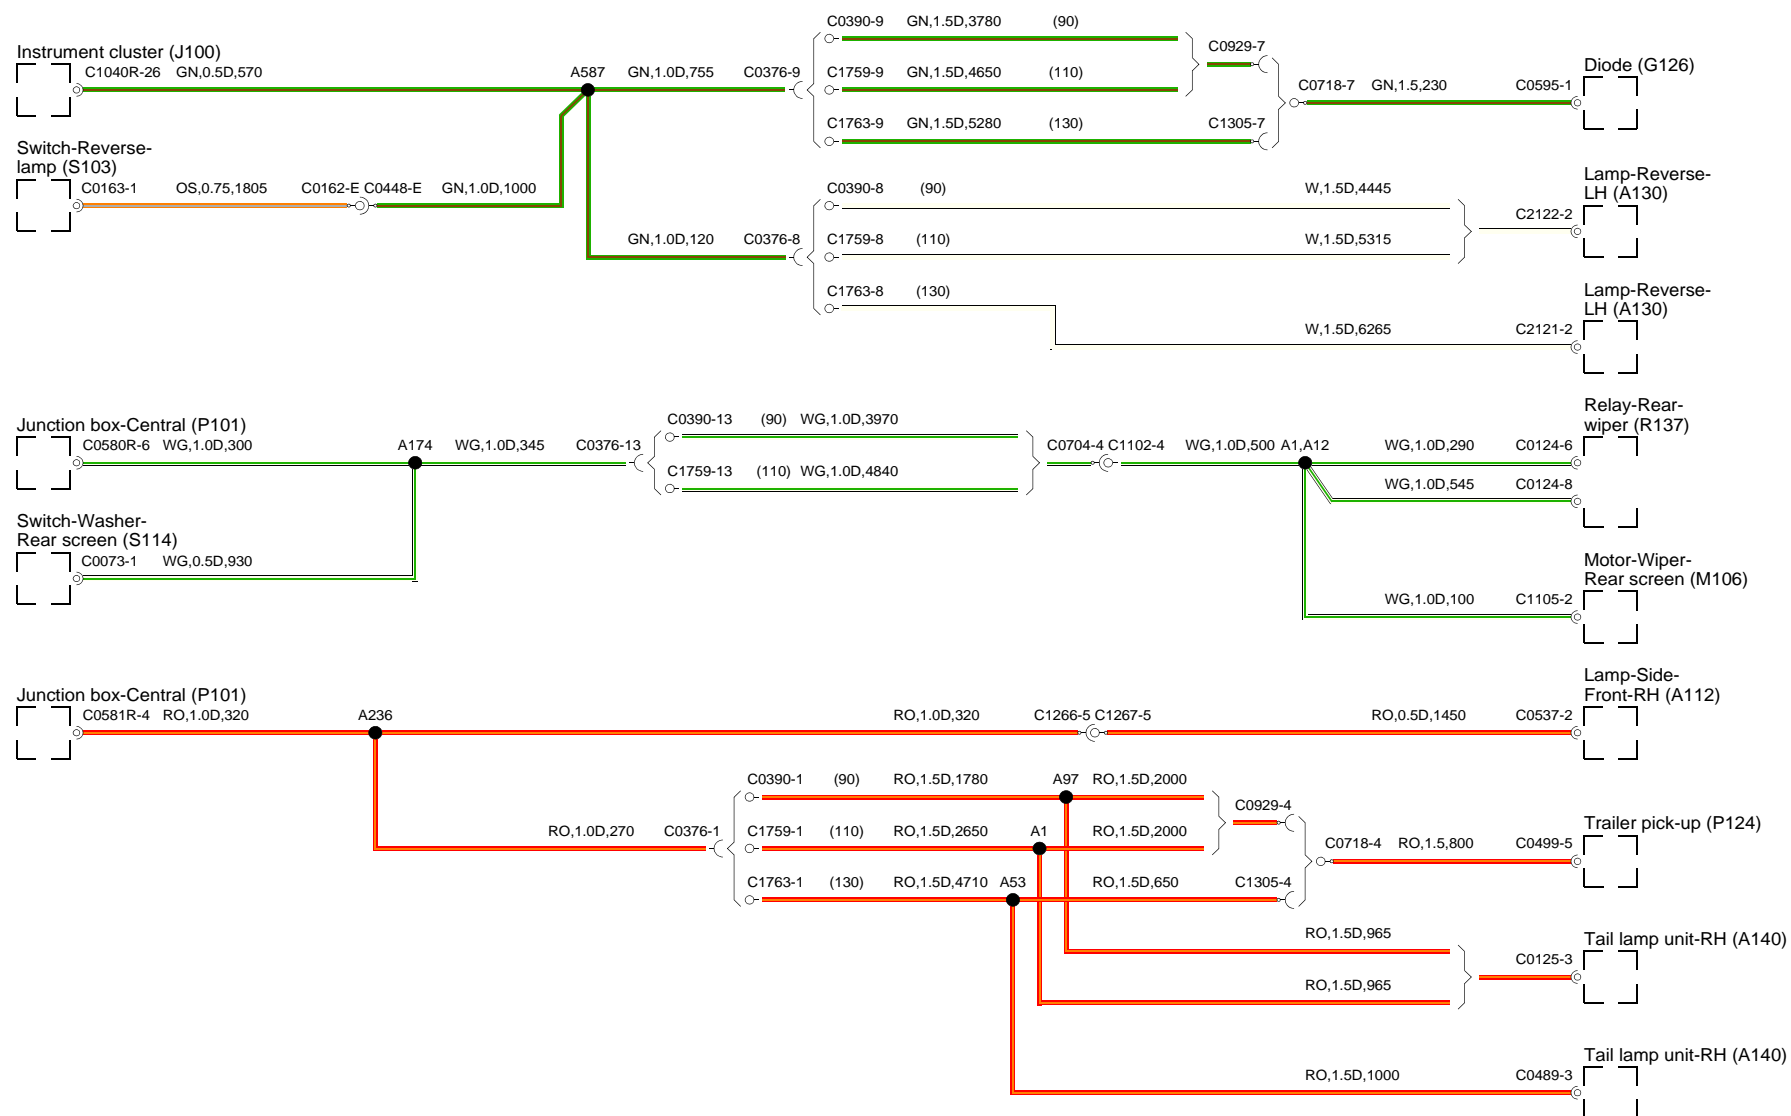 C0390-9 GN,1.5D,3780 (90)
Instrument cluster (J100)
C0929-7
C1040R-26 GN,0.5D,570 A587 GN,1.0D,755 C0376-9 C1759-9 GN,1.5D,4650 (110)
Diode (G126)
C0718-7 GN,1.5,230 C0595-1
C1763-9 GN,1.5D,5280 (130) C1305-7
Switch-Reverse-
lamp (S103)
Lamp-Reverse-
LH (A130)
C0163-1 OS,0.75,1805 C0162-E C0448-E GN,1.0D,1000 C0390-8 (90) W,1.5D,4445
C2122-2
GN,1.0D,120 C0376-8 C1759-8 (110) W,1.5D,5315
Lamp-Reverse-
LH (A130)
C1763-8 (130)
W,1.5D,6265 C2121-2
Junction box-Central (P101)
Relay-Rear-
wiper (R137)
C0390-13 (90) WG,1.0D,3970
C0580R-6 WG,1.0D,300 A174 WG,1.0D,345 C0376-13 C0704-4 C1102-4 WG,1.0D,500 A1,A12 WG,1.0D,290 C0124-6
C1759-13 (110) WG,1.0D,4840
WG,1.0D,545 C0124-8
Switch-Washer-
Rear screen (S114)
C0073-1 WG,0.5D,930
Motor-Wiper-
Rear screen (M106)
WG,1.0D,100 C1105-2
Junction box-Central (P101)
Lamp-Side-
Front-RH (A112)
C0581R-4 RO,1.0D,320 A236 RO,1.0D,320 C1266-5 C1267-5 RO,0.5D,1450 C0537-2
C0390-1 (90) RO,1.5D,1780 A97 RO,1.5D,2000
C0929-4
RO,1.0D,270 C0376-1 C1759-1 (110) RO,1.5D,2650 A1 RO,1.5D,2000
Trailer pick-up (P124)
C0718-4 RO,1.5,800 C0499-5
C1763-1 (130) RO,1.5D,4710 A53 RO,1.5D,650 C1305-4
RO,1.5D,965
Tail lamp unit-RH (A140)
C0125-3
RO,1.5D,965
Tail lamp unit-RH (A140)
RO,1.5D,1000 C0489-3